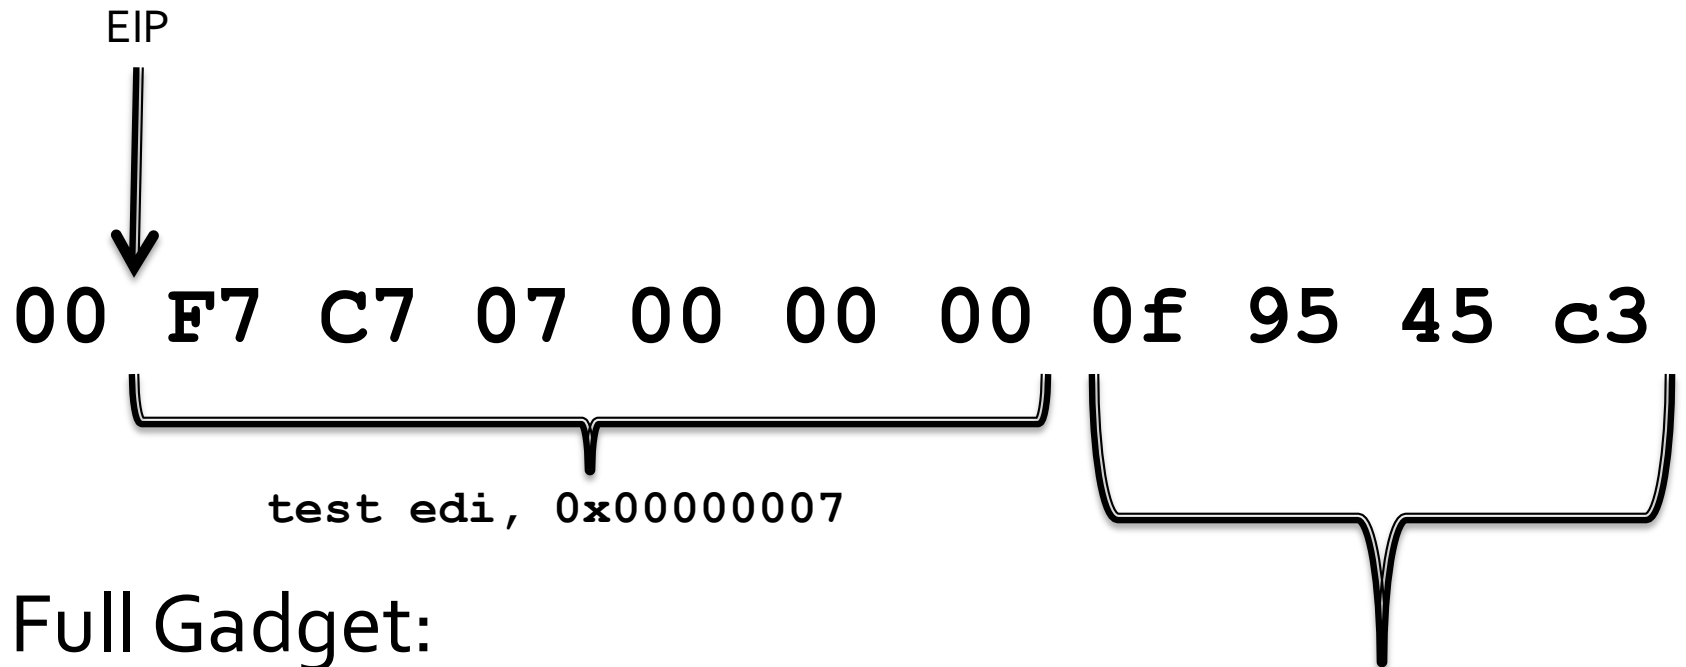 EIP
00 F7 C7 07 00 00 00 0f 95 45 c3
test edi, 0x00000007
Full Gadget: